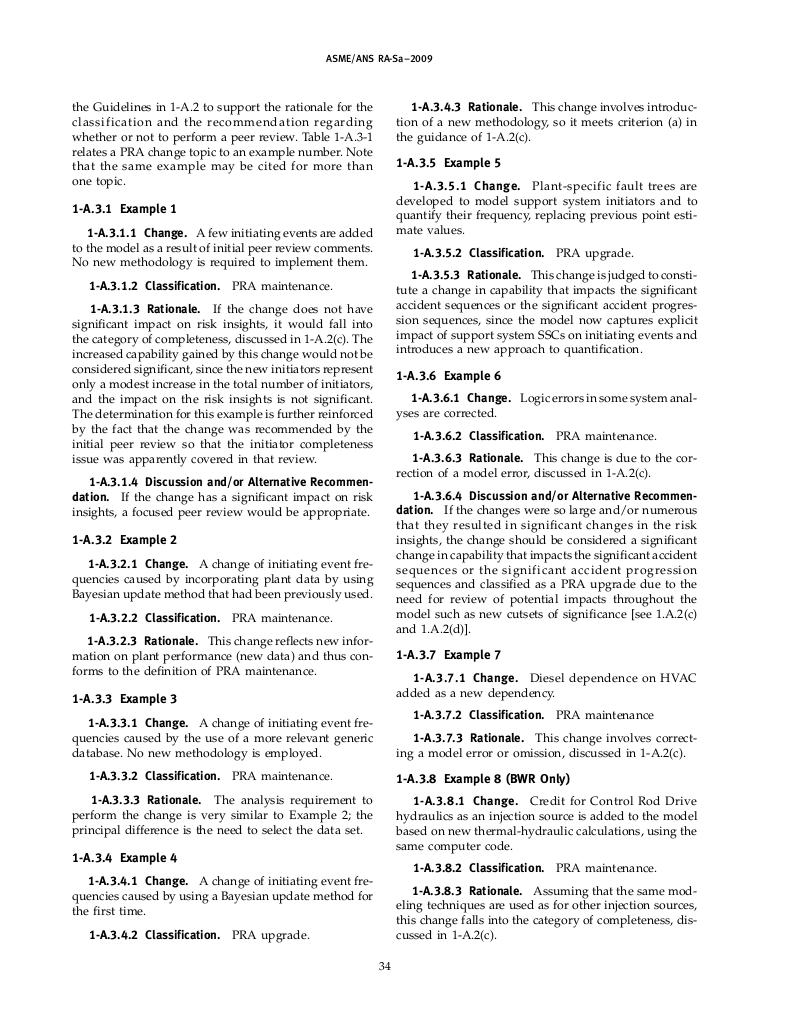 ASME/ANS RA-Sa–2009
the Guidelines in 1-A.2 to support the rationale for the
classification and the recommendation regarding
whether or not to perform a peer review. Table 1-A.3-1
relates a PRA change topic to an example number. Note
that the same example may be cited for more than
one topic.
1-A.3.1 Example 1
1-A.3.1.1 Change. A few initiating events are added
to the model as a result of initial peer review comments.
No new methodology is required to implement them.
1-A.3.1.2 Classification. PRA maintenance.
1-A.3.1.3 Rationale. If the change does not have
significant impact on risk insights, it would fall into
the category of completeness, discussed in 1-A.2(c). The
increased capability gained by this change would not be
considered significant, since the new initiators represent
only a modest increase in the total number of initiators,
and the impact on the risk insights is not significant.
The determination for this example is further reinforced
by the fact that the change was recommended by the
initial peer review so that the initiator completeness
issue was apparently covered in that review.
1-A.3.1.4 Discussion and/or Alternative Recommen-
dation. If the change has a significant impact on risk
insights, a focused peer review would be appropriate.
1-A.3.2 Example 2
1-A.3.2.1 Change. A change of initiating event fre-
quencies caused by incorporating plant data by using
Bayesian update method that had been previously used.
1-A.3.2.2 Classification. PRA maintenance.
1-A.3.2.3 Rationale. This change reflects new infor-
mation on plant performance (new data) and thus con-
forms to the definition of PRA maintenance.
1-A.3.3 Example 3
1-A.3.3.1 Change. A change of initiating event fre-
quencies caused by the use of a more relevant generic
database. No new methodology is employed.
1-A.3.3.2 Classification. PRA maintenance.
1-A.3.3.3 Rationale. The analysis requirement to
perform the change is very similar to Example 2; the
principal difference is the need to select the data set.
1-A.3.4 Example 4
1-A.3.4.1 Change. A change of initiating event fre-
quencies caused by using a Bayesian update method for
the first time.
1-A.3.4.2 Classification. PRA upgrade.
1-A.3.4.3 Rationale. This change involves introduc-
tion of a new methodology, so it meets criterion (a) in
the guidance of 1-A.2(c).
1-A.3.5 Example 5
1-A.3.5.1 Change. Plant-specific fault trees are
developed to model support system initiators and to
quantify their frequency, replacing previous point esti-
mate values.
1-A.3.5.2 Classification. PRA upgrade.
1-A.3.5.3 Rationale. This change is judged to consti-
tute a change in capability that impacts the significant
accident sequences or the significant accident progres-
sion sequences, since the model now captures explicit
impact of support system SSCs on initiating events and
introduces a new approach to quantification.
1-A.3.6 Example 6
1-A.3.6.1 Change. Logic errors in some system anal-
yses are corrected.
1-A.3.6.2 Classification. PRA maintenance.
1-A.3.6.3 Rationale. This change is due to the cor-
rection of a model error, discussed in 1-A.2(c).
1-A.3.6.4 Discussion and/or Alternative Recommen-
dation. If the changes were so large and/or numerous
that they resulted in significant changes in the risk
insights, the change should be considered a significant
change in capability that impacts the significant accident
sequences or the significant accident progression
sequences and classified as a PRA upgrade due to the
need for review of potential impacts throughout the
model such as new cutsets of significance [see 1.A.2(c)
and 1.A.2(d)].
1-A.3.7 Example 7
1-A.3.7.1 Change. Diesel dependence on HVAC
added as a new dependency.
1-A.3.7.2 Classification. PRA maintenance
1-A.3.7.3 Rationale. This change involves correct-
ing a model error or omission, discussed in 1-A.2(c).
1-A.3.8 Example 8 (BWR Only)
1-A.3.8.1 Change. Credit for Control Rod Drive
hydraulics as an injection source is added to the model
based on new thermal-hydraulic calculations, using the
same computer code.
1-A.3.8.2 Classification. PRA maintenance.
1-A.3.8.3 Rationale. Assuming that the same mod-
eling techniques are used as for other injection sources,
this change falls into the category of completeness, dis-
cussed in 1-A.2(c).
34